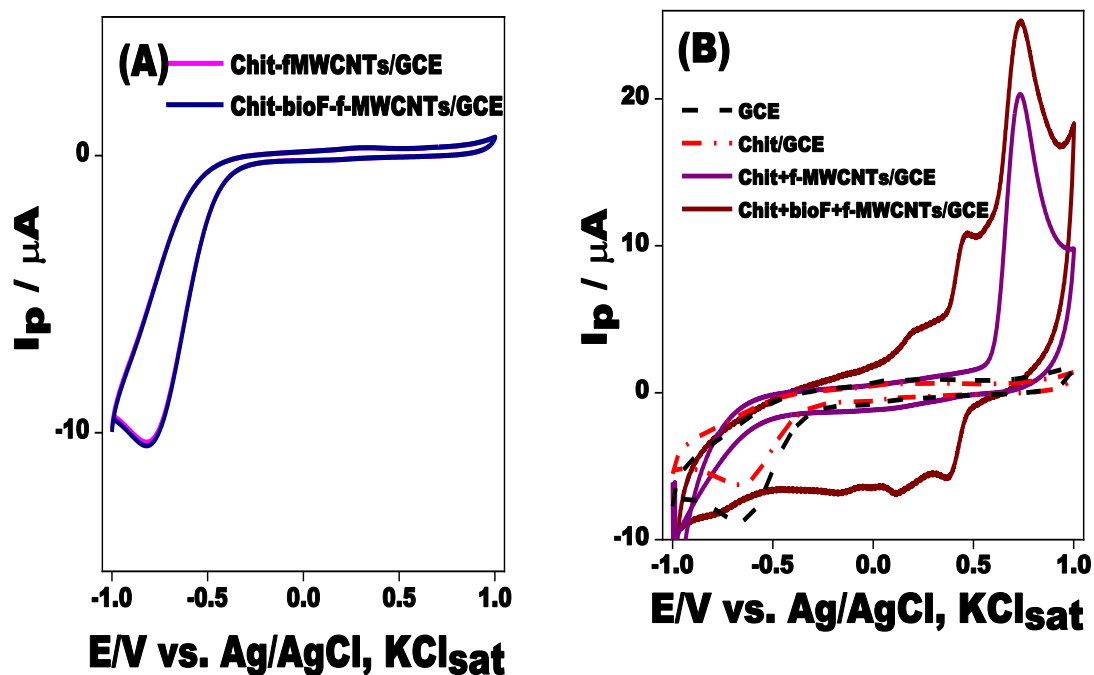 (A)
Chit-fMWCNTs/GCE
Chit-bioF-f-MWCNTs/GCE
0
-10
Ip / μA
-1.0 -0.5 0.0 0.5 1.0
E/V vs. Ag/AgCl, KClsat
(B)
GCE
Chit/GCE
Chit+f-MWCNTs/GCE
Chit+bioF+f-MWCNTs/GCE
20
10
0
-10
Ip / μA
-1.0 -0.5 0.0 0.5 1.0
E/V vs. Ag/AgCl, KClsat